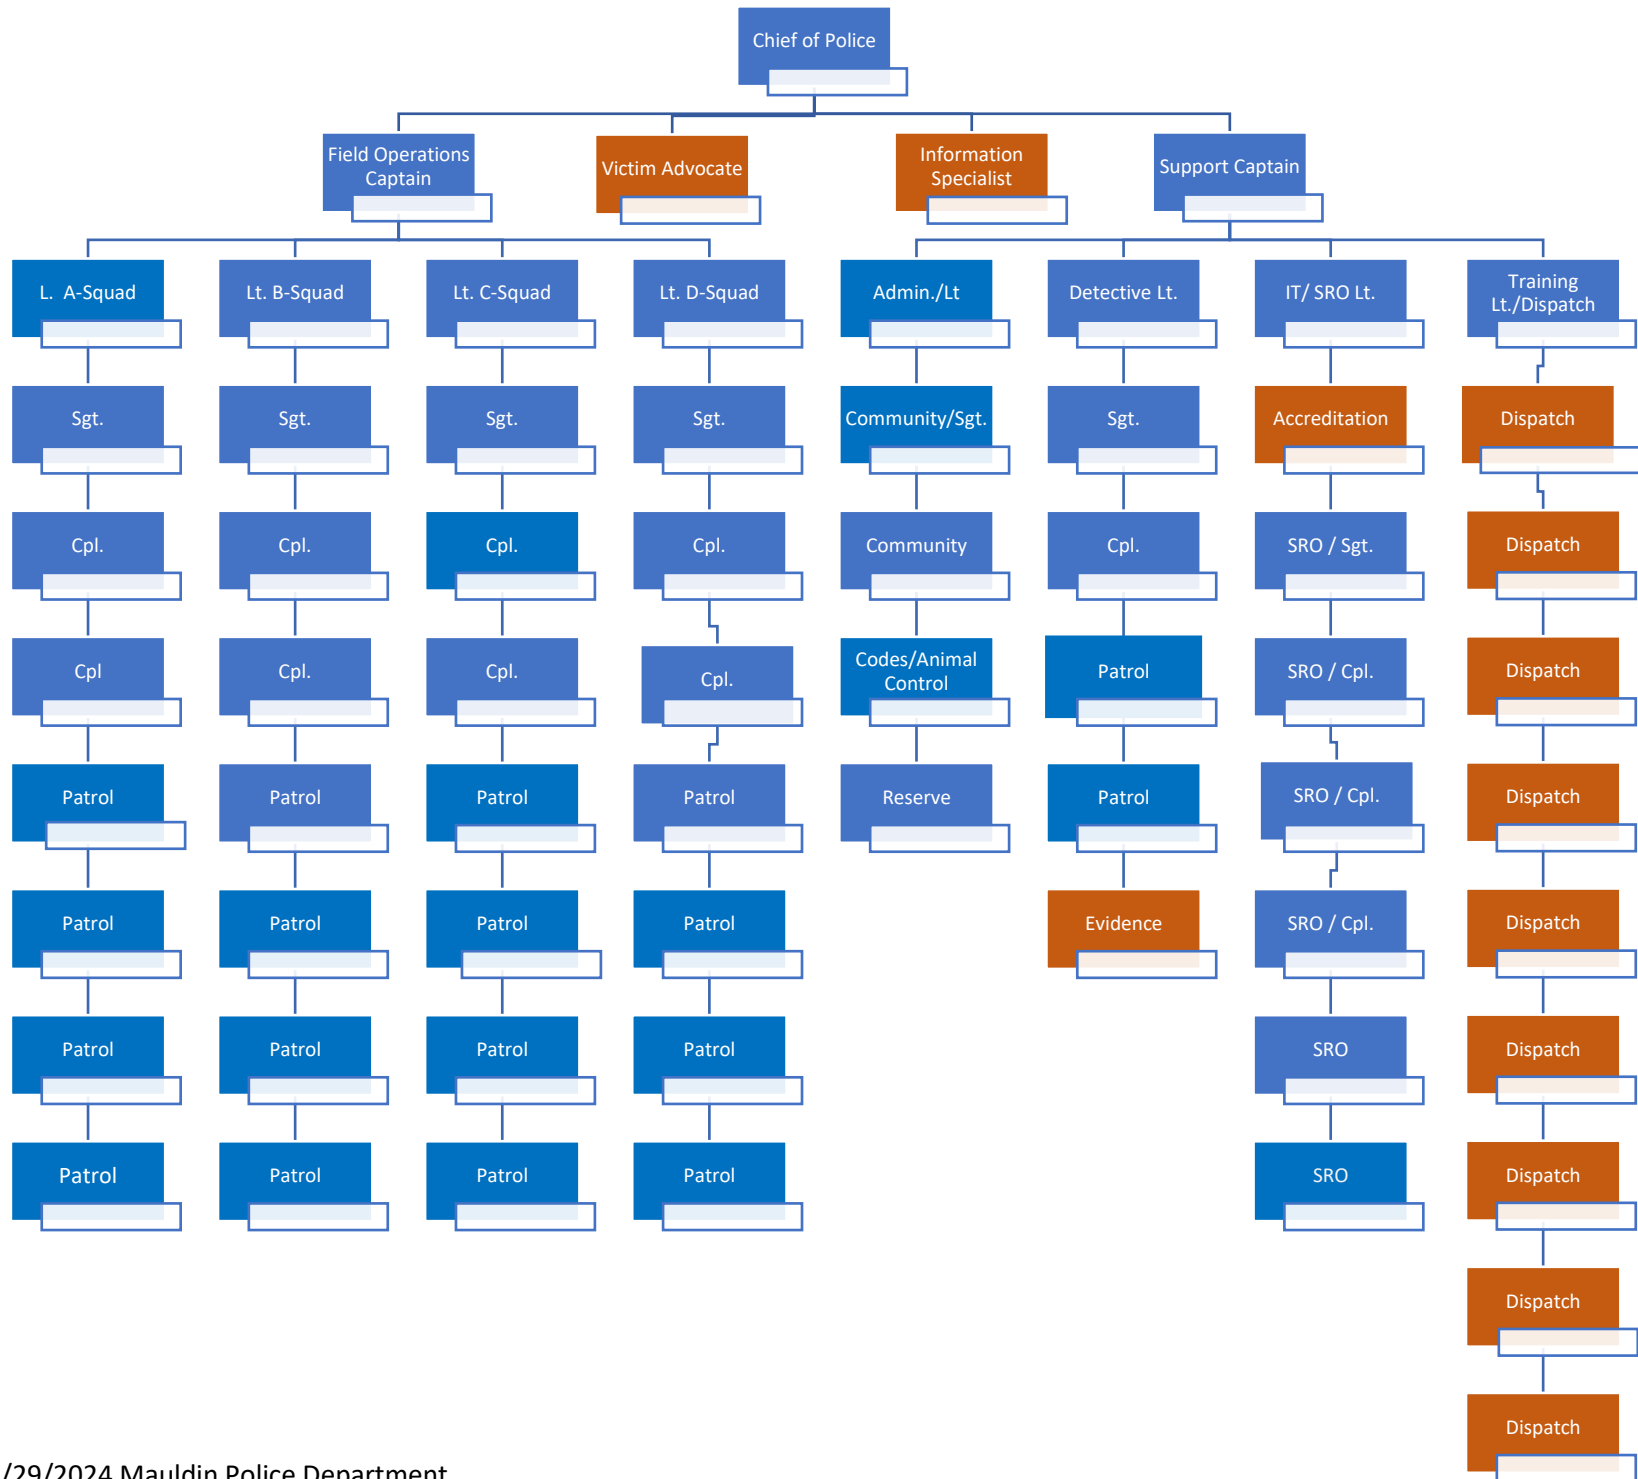 Chief of Police
Field Operations
Captain
Victim Advocate
Information
Specialist
Support Captain
L. A-Squad
Lt. B-Squad
Lt. C-Squad
Lt. D-Squad
Admin./Lt
Detective Lt.
IT/ SRO Lt.
Training
Lt./Dispatch
Sgt.
Sgt.
Sgt.
Sgt.
Community/Sgt.
Sgt.
Accreditation
Dispatch
Cpl.
Cpl.
Cpl.
Cpl.
Community
Cpl.
SRO / Sgt.
Dispatch
Cpl
Cpl.
Cpl.
Cpl.
Codes/Animal
Control
Patrol
SRO / Cpl.
Dispatch
Patrol
Patrol
Patrol
Patrol
Reserve
Patrol
SRO / Cpl.
Dispatch
Patrol
Patrol
Patrol
Patrol
Evidence
SRO / Cpl.
Dispatch
Patrol
Patrol
Patrol
Patrol
SRO
Dispatch
Patrol
Patrol
Patrol
Patrol
SRO
Dispatch
Dispatch
Dispatch
/29/2024 Mauldin Police Department